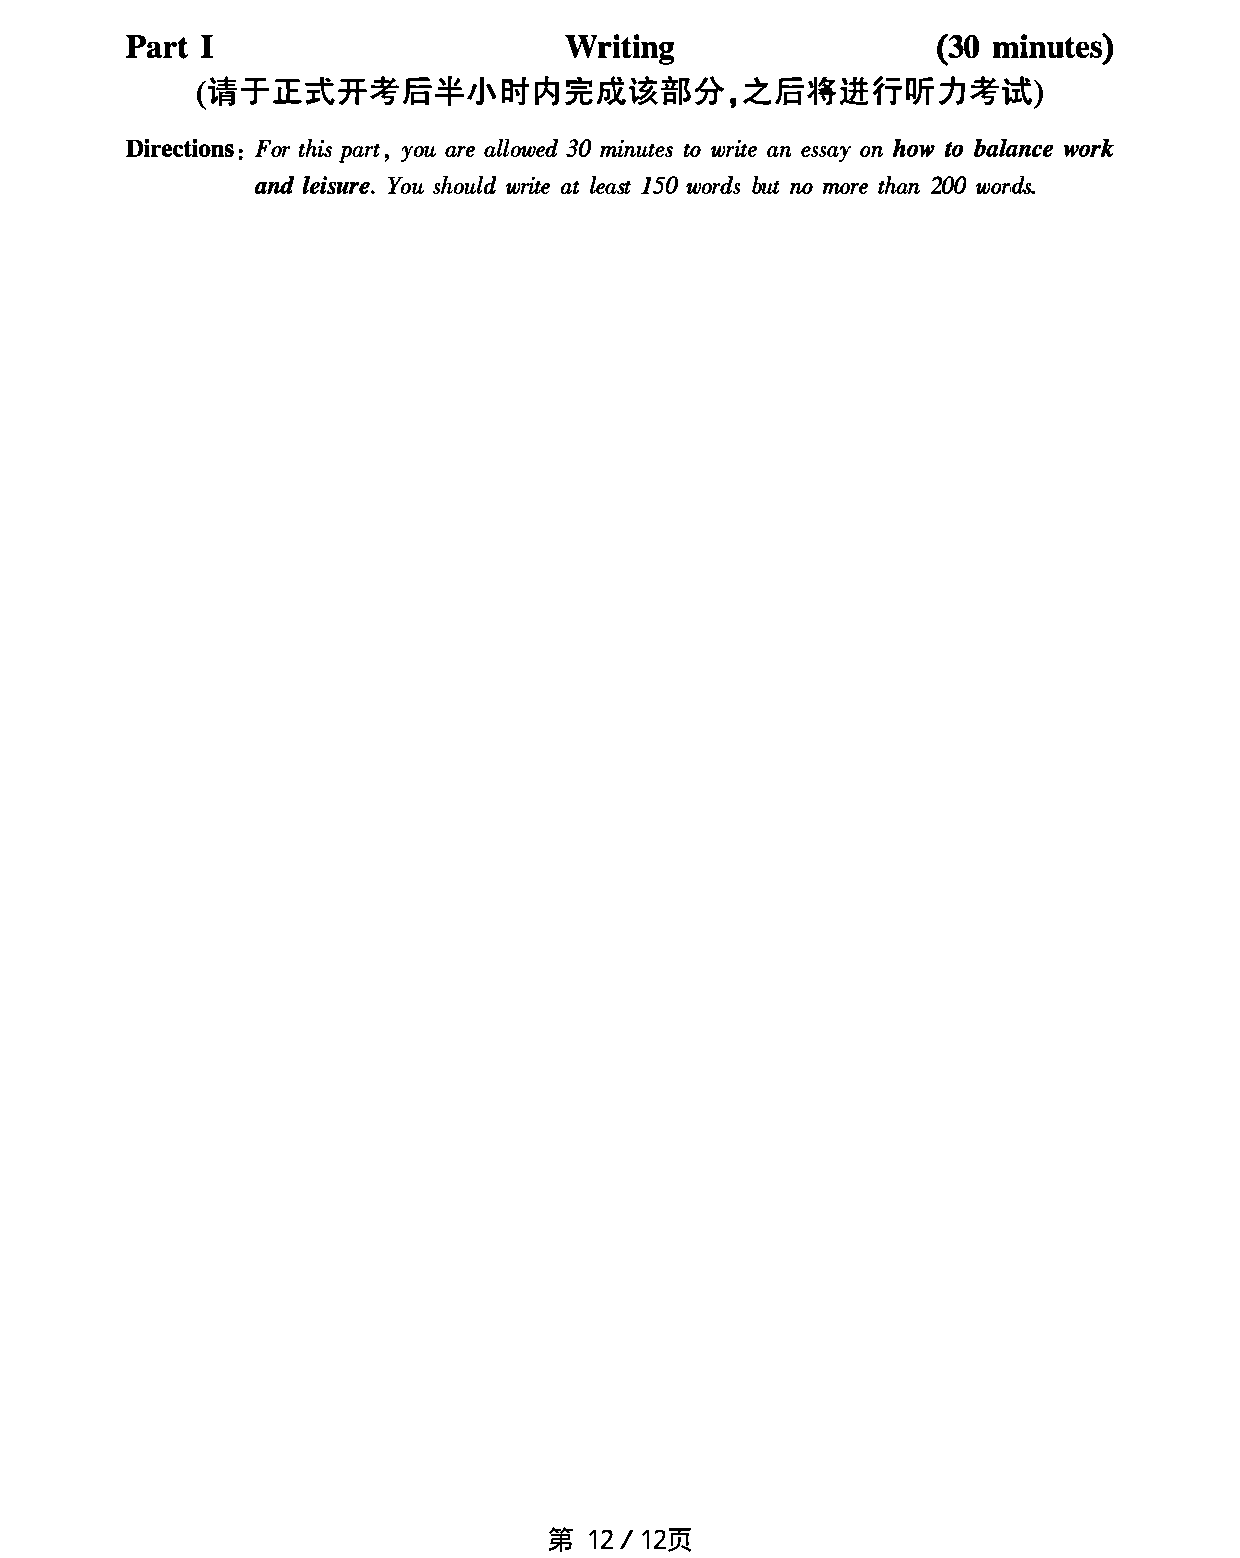 Part I Writing (30 minutes)
(请于正式开考后半小时内完成该部分,之后将进行听力考试)
Directions: For this part, you are allowed 30 minutes to write an essay on how to balance work
and leisure. You should write at least 150 words but no more than 200 words.
第 12 / 12页